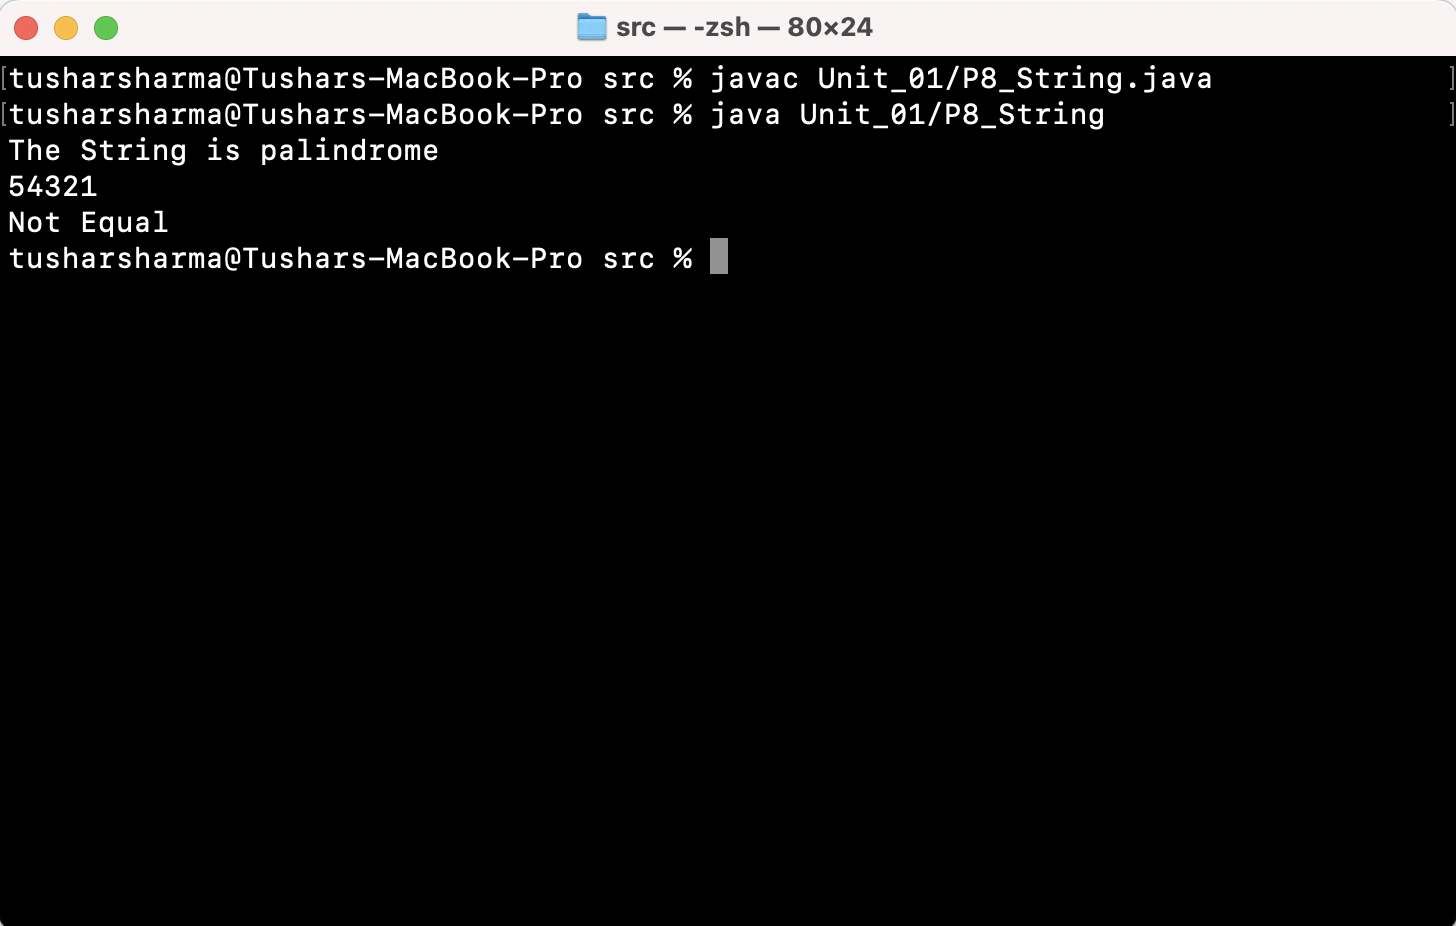 src — -zsh — 80×24
[tusharsharma@Tushars-MacBook-Pro src % javac Unit_01/P8_String.java ]
[tusharsharma@Tushars-MacBook-Pro src % java Unit_01/P8_String ]
The String is palindrome
54321
Not Equal
tusharsharma@Tushars-MacBook-Pro src %